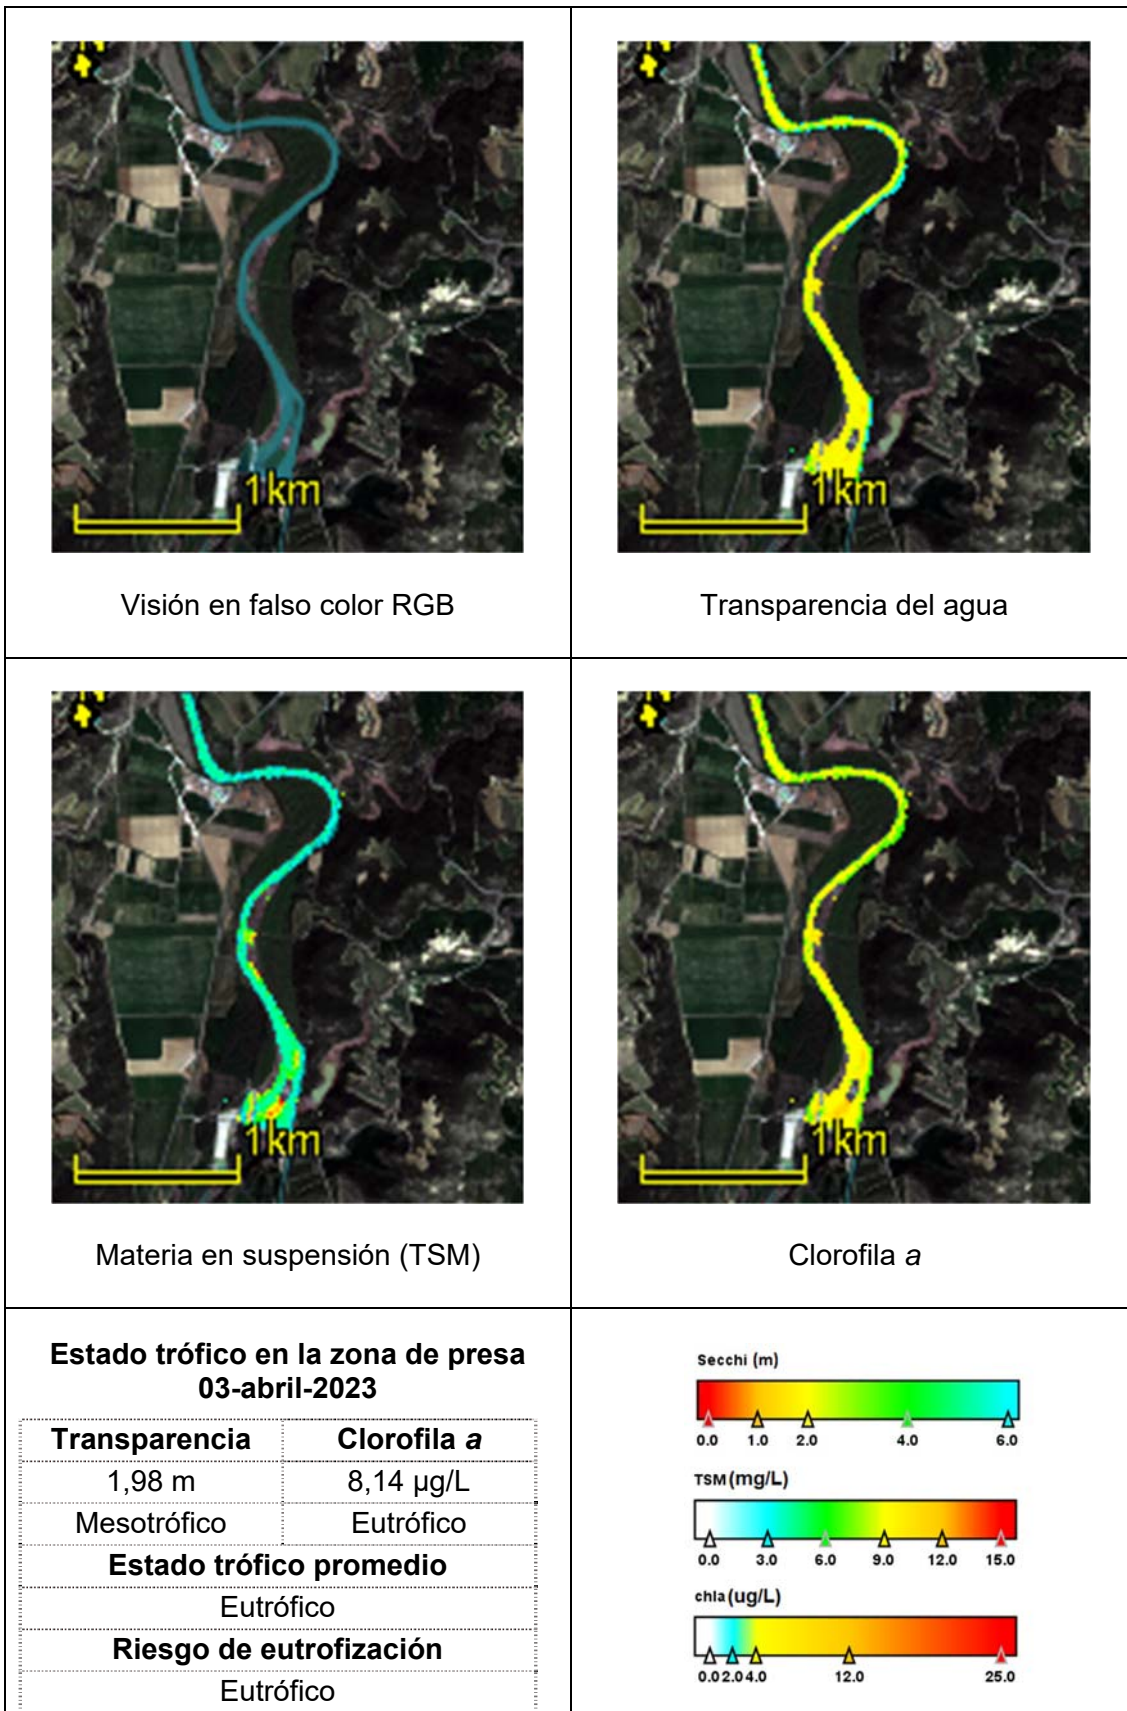 1km
1km
Visión en falso color RGB
Transparencia del agua
1km
1km
Materia en suspensión (TSM)
Clorofila a
Estado trófico en la zona de presa
03-abril-2023
Transparencia Clorofila a
1,98 m 8,14 µg/L
Mesotrófico Eutrófico
Estado trófico promedio
Eutrófico
Riesgo de eutrofización
Eutrófico
Secchi (m)
0.0 1.0 2.0 4.0 6.0
TSM (mg/L)
0.0 3.0 6.0 9.0 12.0 15.0
chla (ug/L)
0.0 2.0 4.0 12.0 25.0